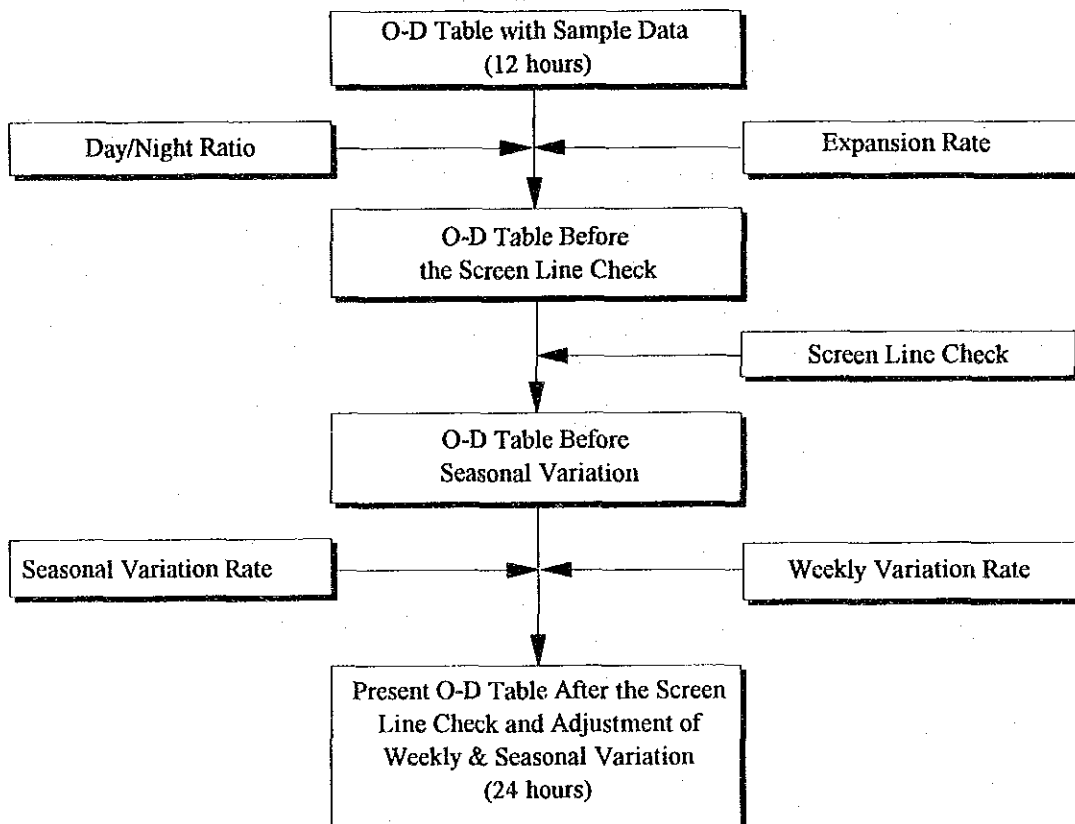 O-D Table with Sample Data
(12 hours)
Day/Night Ratio
Expansion Rate
O-D Table Before
the Screen Line Check
Screen Line Check
O-D Table Before
Seasonal Variation
Seasonal Variation Rate
Weekly Variation Rate
Present O-D Table After the Screen
Line Check and Adjustment of
Weekly & Seasonal Variation
(24 hours)